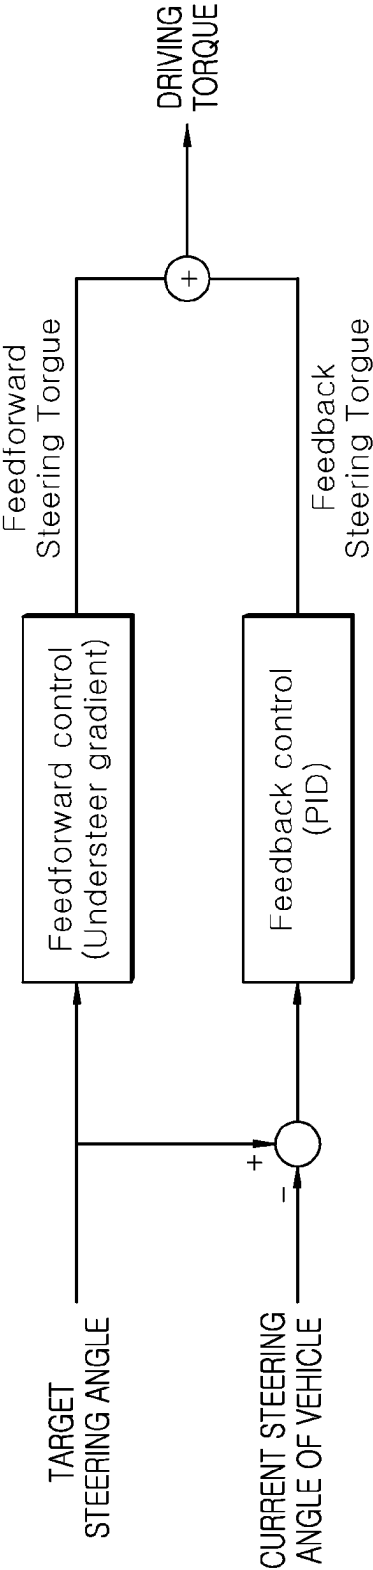 TARGET
STEERING ANGLE
Feedforward control
(Understeer gradient)
Feedforward
Steering Torgue
CURRENT STEERING
ANGLE OF VEHICLE
+
−
Feedback control
(PID)
Feedback
Steering Torgue
+
DRIVING
TORQUE